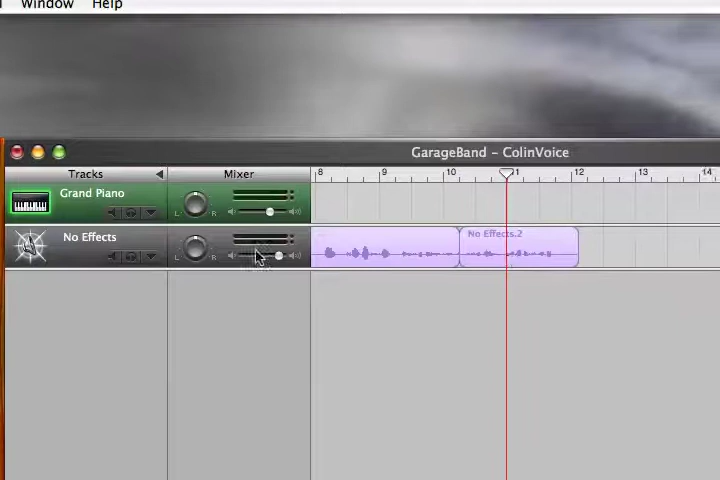 Window Help
GarageBand - ColinVoice
Tracks Mixer 8 9 10 11 12 13 14
Grand Piano
L R
No Effects No Effects.2
L R